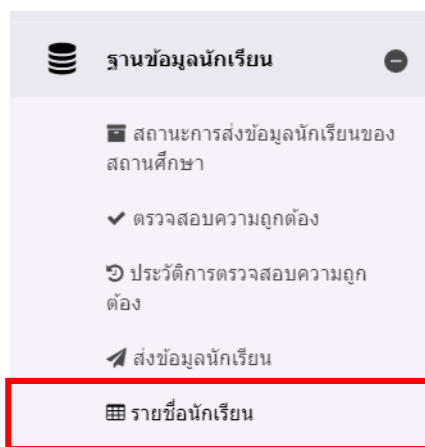 ฐานข้อมูลนักเรียน
สถานะการส่งข้อมูลนักเรียนของ
สถานศึกษา
ตรวจสอบความถูกต้อง
ประวัติการตรวจสอบความถูก
ต้อง
ส่งข้อมูลนักเรียน
รายชื่อนักเรียน